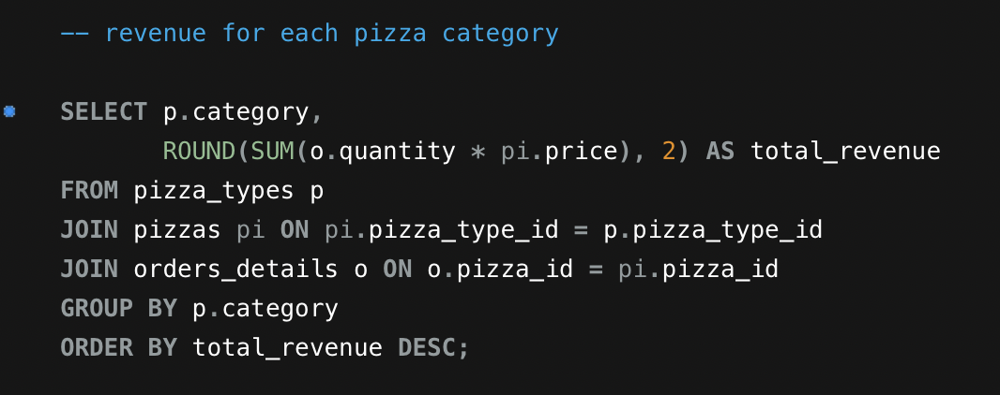 -- revenue for each pizza category
SELECT p.category,
ROUND(SUM(o.quantity * pi.price), 2) AS total_revenue
FROM pizza_types p
JOIN pizzas pi ON pi.pizza_type_id = p.pizza_type_id
JOIN orders_details o ON o.pizza_id = pi.pizza_id
GROUP BY p.category
ORDER BY total_revenue DESC;